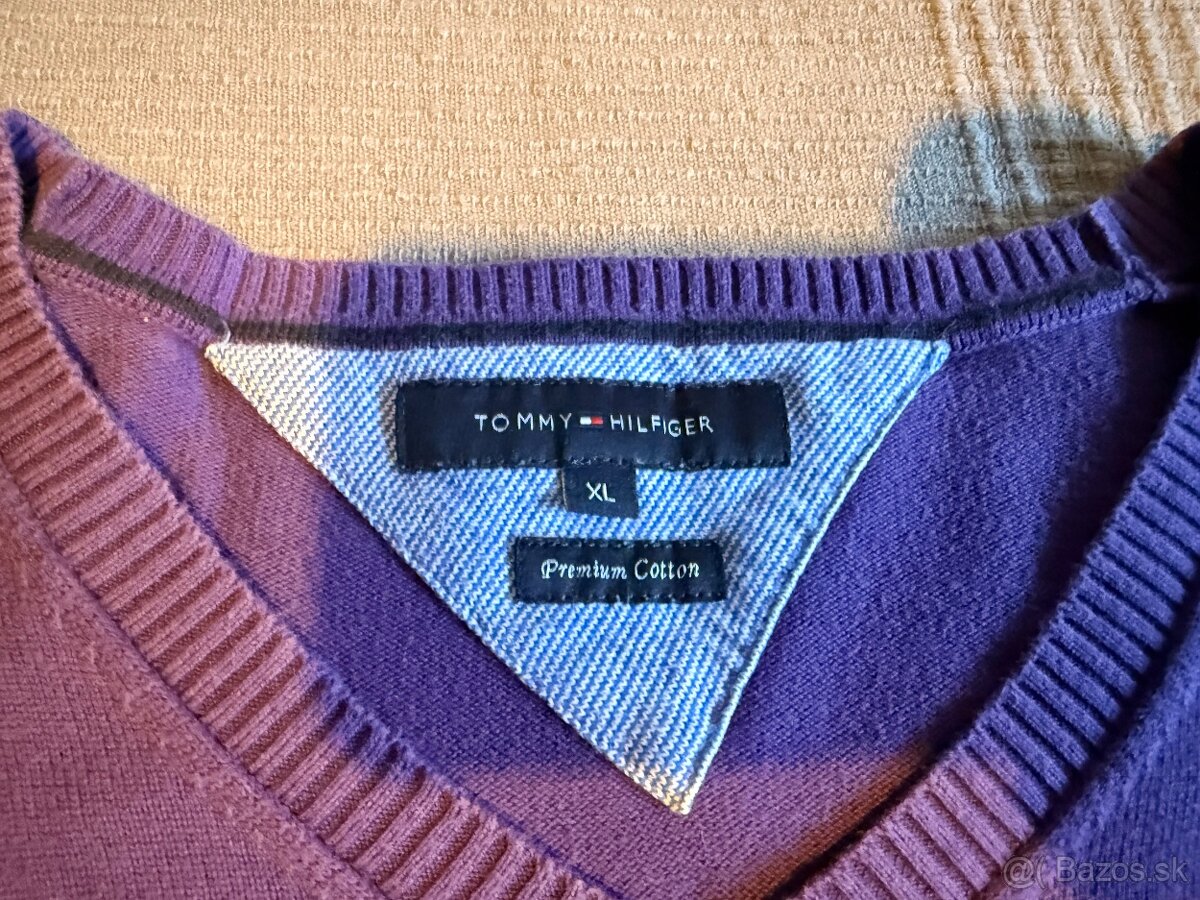 TOMMY HILFIGER
XL
Premium Cotton
@( Bazos.sk